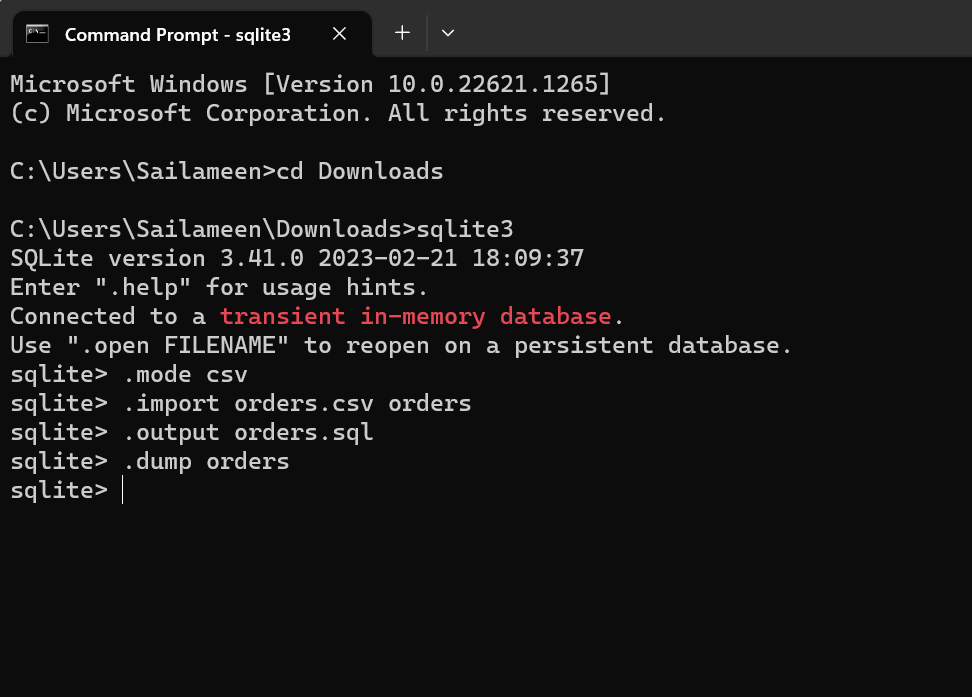 Command Prompt - sqlite3
Microsoft Windows [Version 10.0.22621.1265]
(c) Microsoft Corporation. All rights reserved.
C:\Users\Sailameen>cd Downloads
C:\Users\Sailameen\Downloads>sqlite3
SQLite version 3.41.0 2023-02-21 18:09:37
Enter ".help" for usage hints.
Connected to a transient in-memory database.
Use ".open FILENAME" to reopen on a persistent database.
sqlite> .mode csv
sqlite> .import orders.csv orders
sqlite> .output orders.sql
sqlite> .dump orders
sqlite>